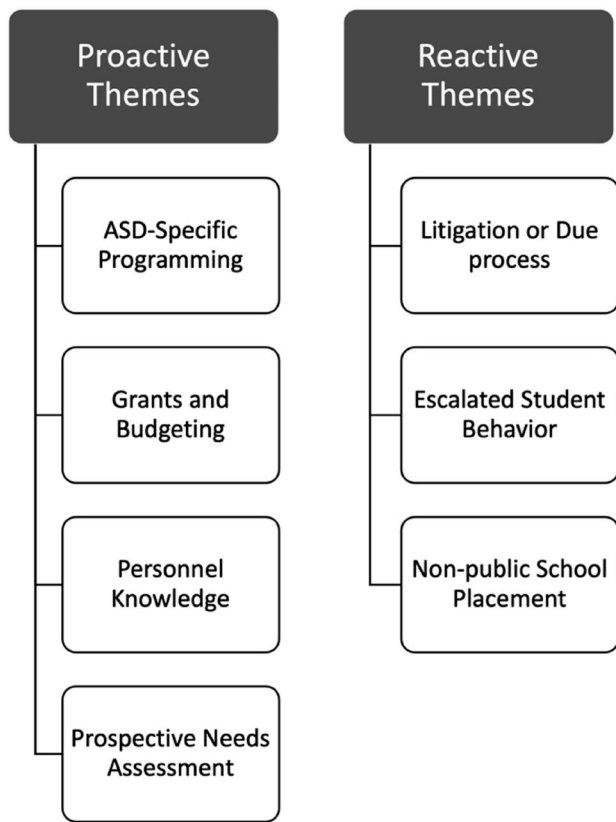 Proactive
Themes
ASD-Specific
Programming
Grants and
Budgeting
Personnel
Knowledge
Prospective Needs
Assessment
Reactive
Themes
Litigation or Due
process
Escalated Student
Behavior
Non-public School
Placement